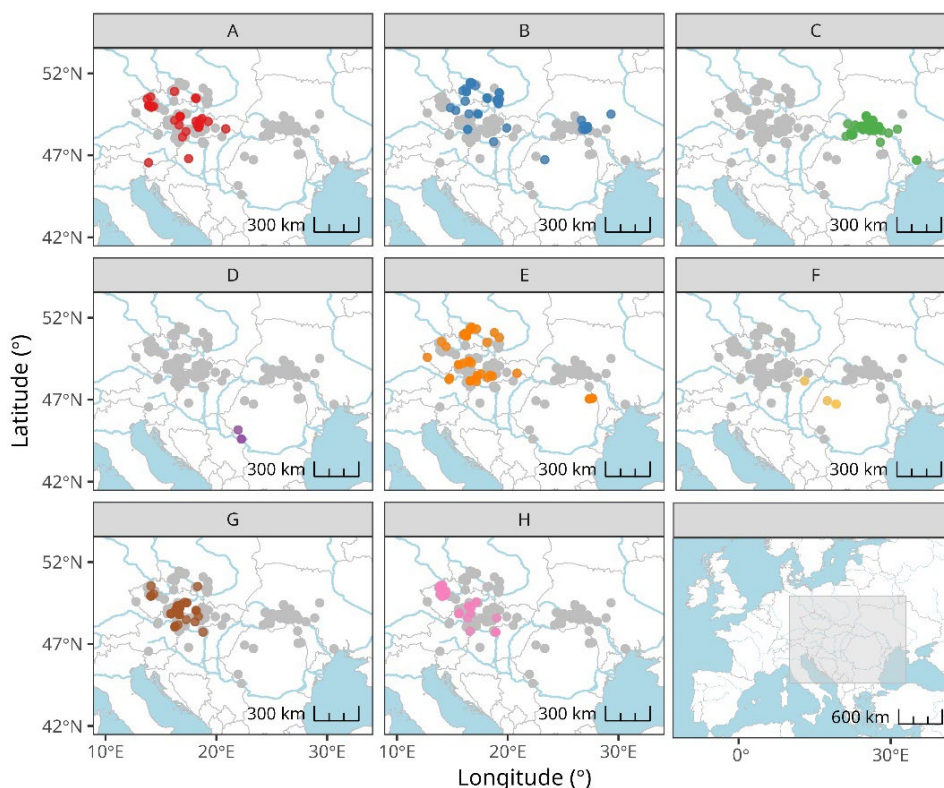 A B C
52°N
47°N
42°N
300 km 300 km 300 km
D E F
52°N
47°N
42°N
300 km 300 km 300 km
Latitude (°)
G H
52°N
47°N
42°N
300 km 300 km 600 km
10°E 20°E 30°E 10°E 20°E 30°E 0° 30°E
Longitude (°)